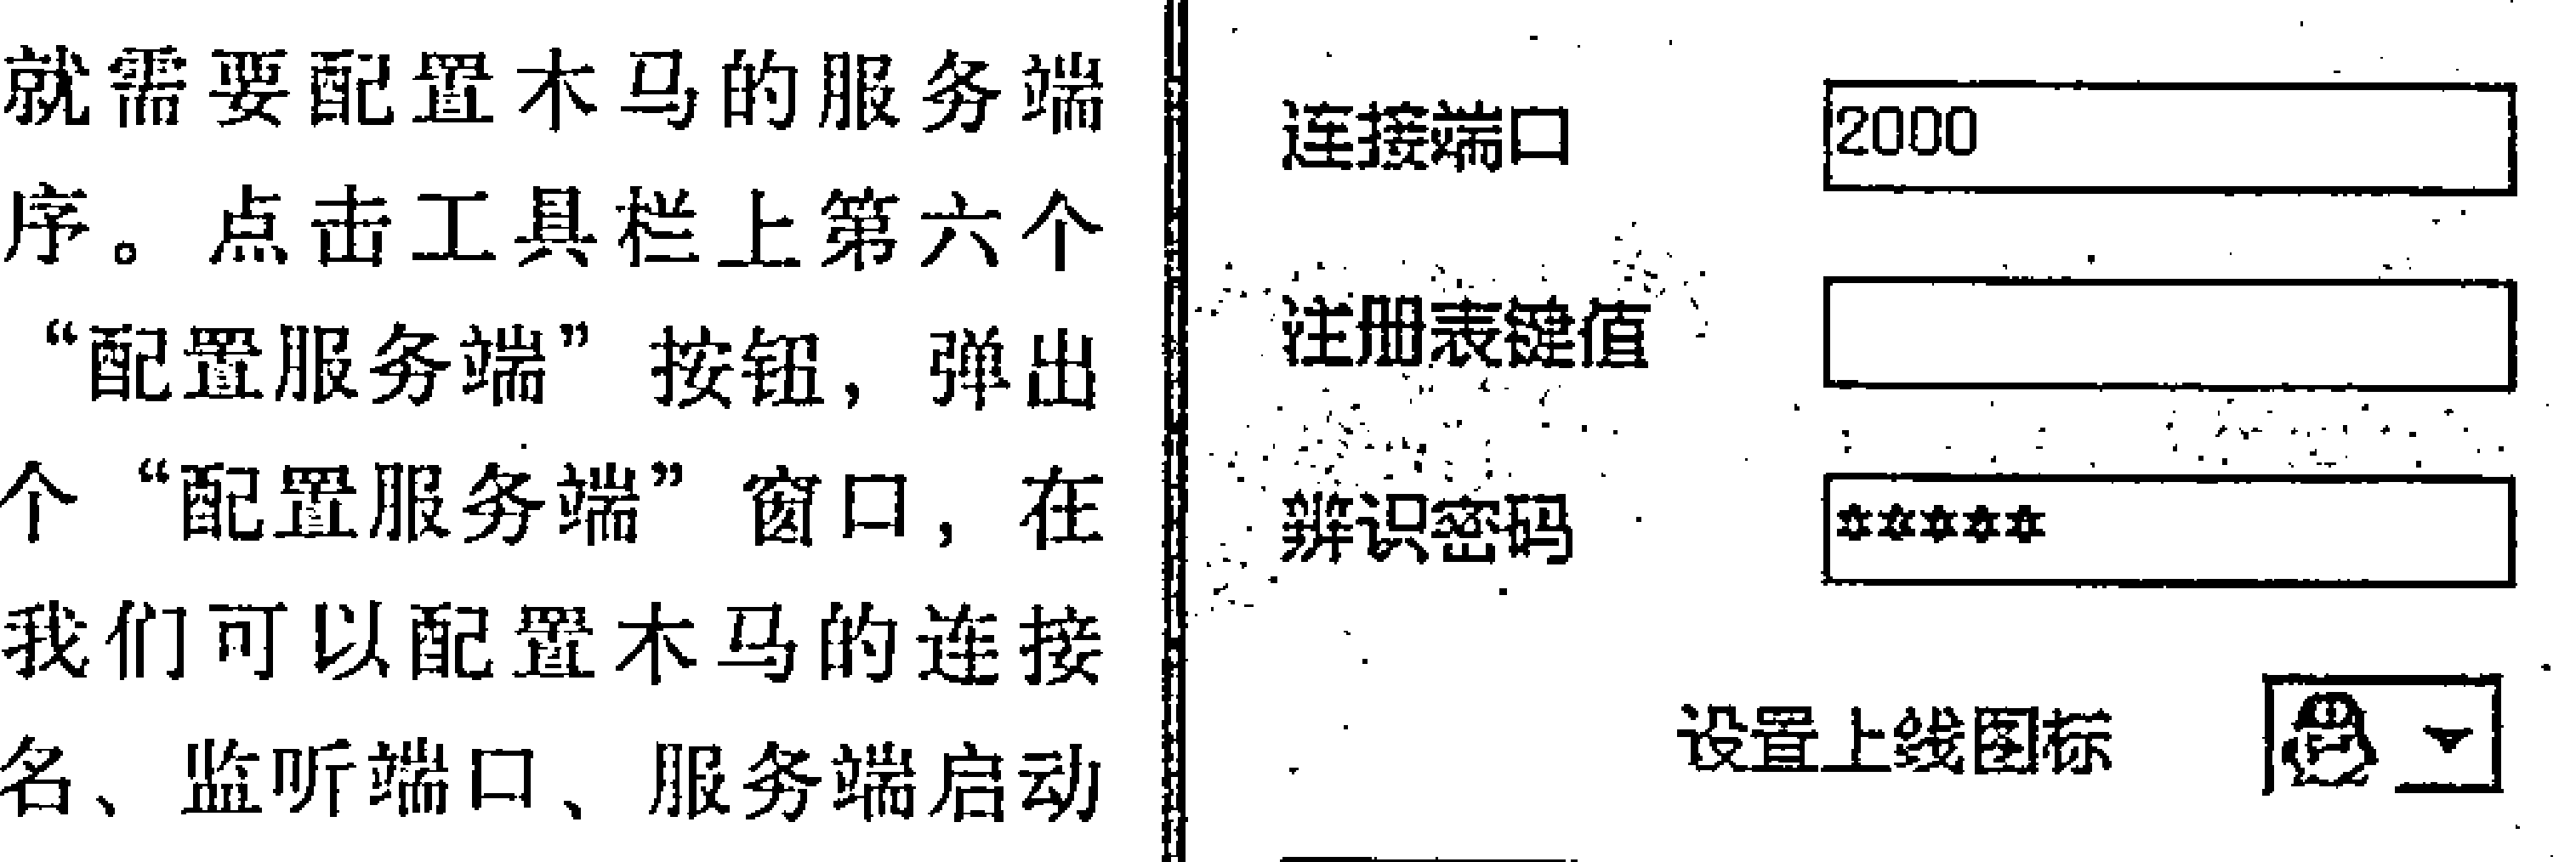 就需要配置木马的服务端
序。点击工具栏上第六个
“配置服务端”按钮，弹出
个“配置服务端”窗口，在
我们可以配置木马的连接
名、监听端口、服务端启动
连接端口 2000
注册表键值
辨识密码 *****
设置上线图标